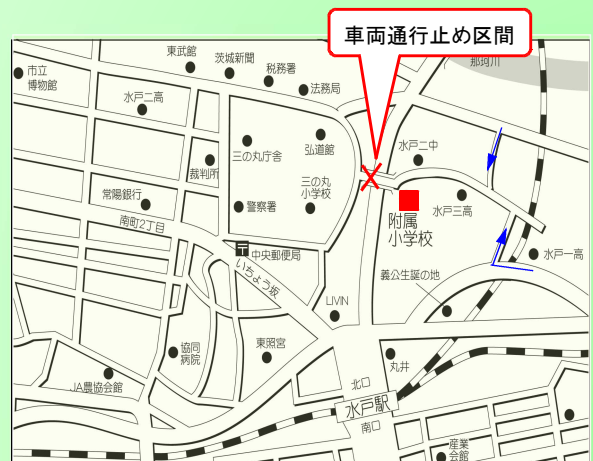 車両通行止め区間
那珂川
東武館
茨城新聞
税務署
法務局
市立
博物館
水戸二高
三の丸庁舎
弘道館
水戸二中
裁判所
三の丸
小学校
常陽銀行
警察署
附属
小学校
水戸三高
南町2丁目
中央郵便局
いちょう坂
水戸一高
義公生誕の地
LIVIN
協同
病院
東照宮
丸井
JA農協会館
北口
水戸駅
南口
産業
会館